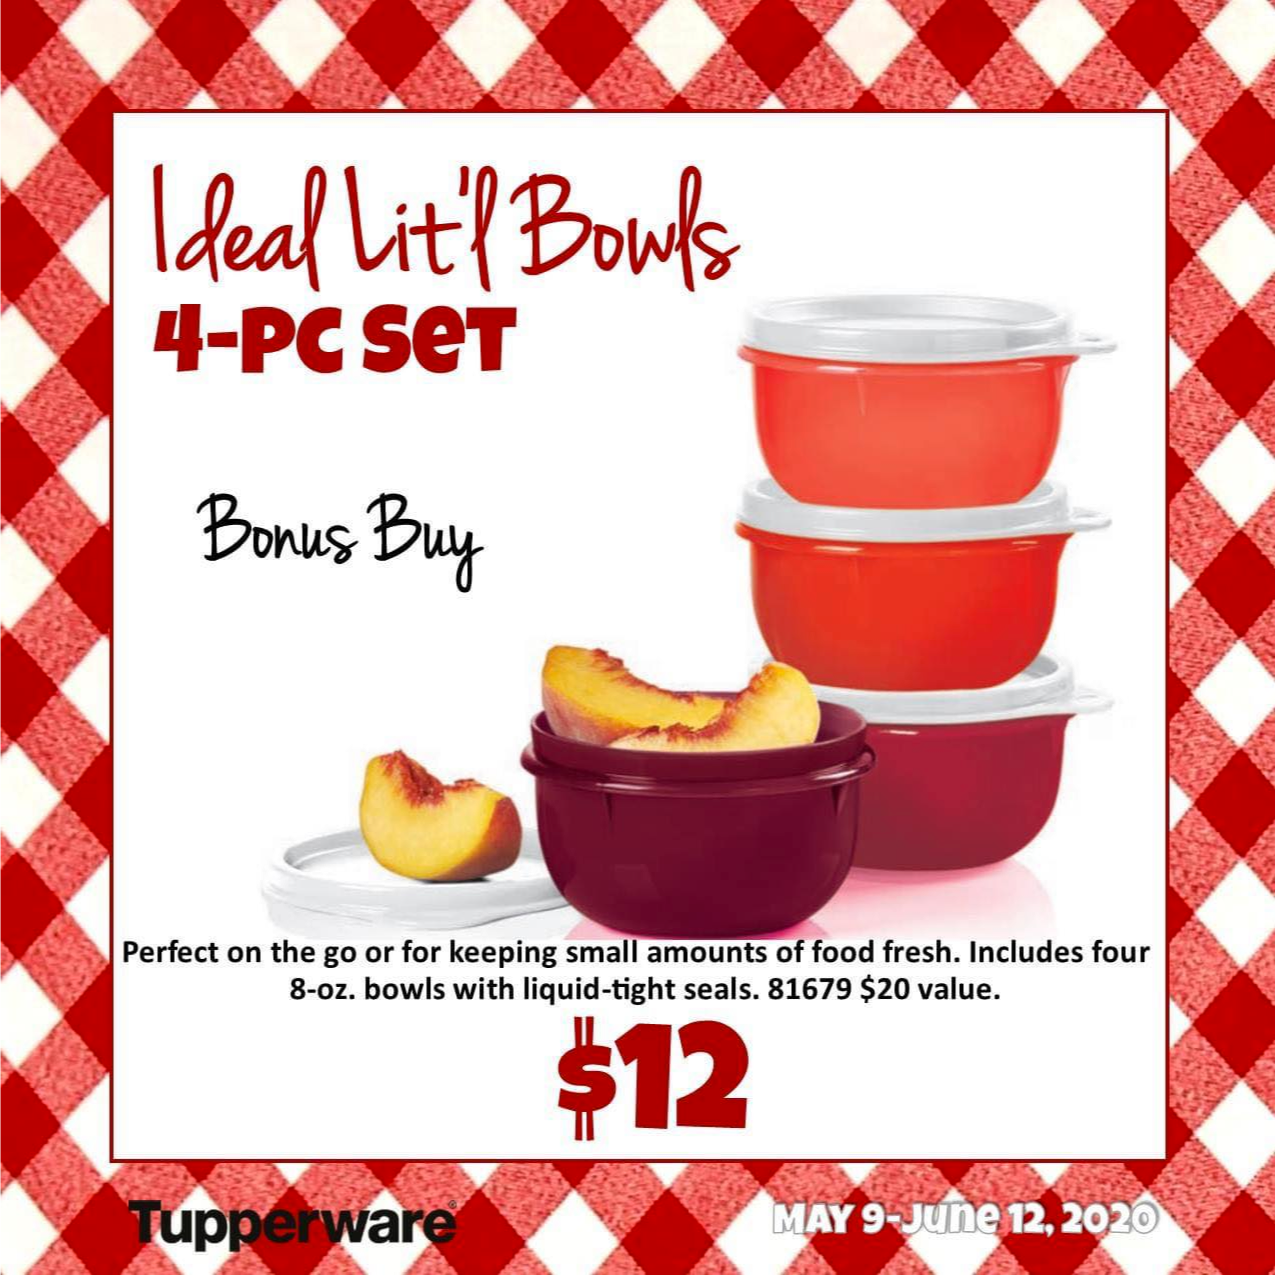 Ideal Lit'l Bowls
4-PC SeT
Bonus Buy
Perfect on the go or for keeping small amounts of food fresh. Includes four
8-oz. bowls with liquid-tight seals. 81679 $20 value.
$12
Tupperware®
MAY 9-June 12, 2020